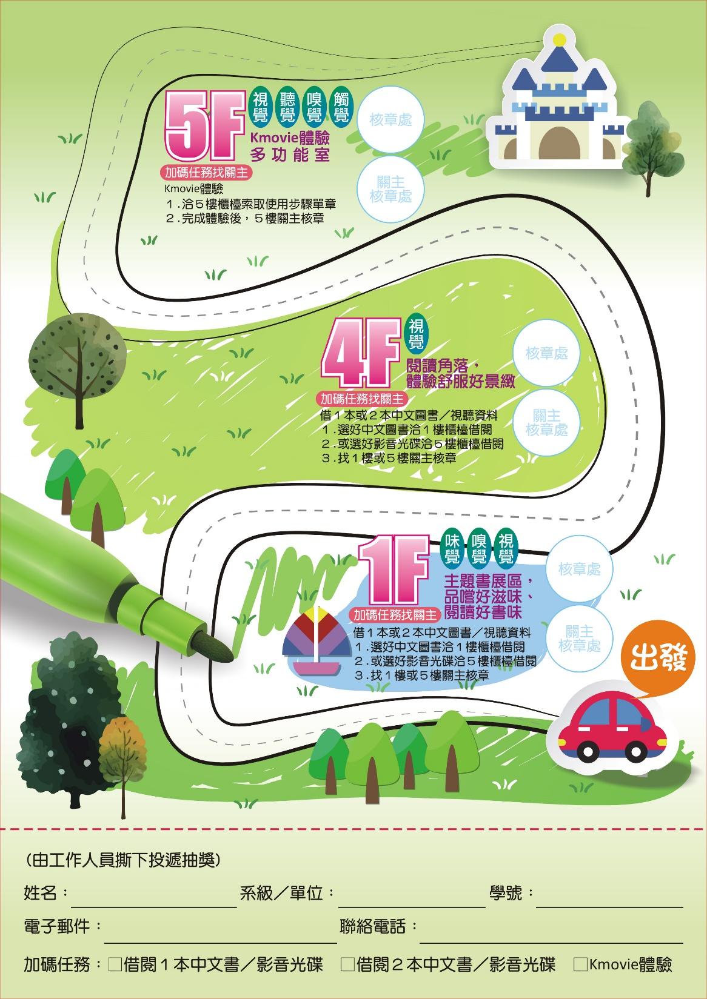 5F
視覺 聽覺 嗅覺 觸覺
Kmovie體驗
多功能室
核章處
加碼任務找關主
Kmovie體驗
1.洽5樓櫃檯索取使用步驟單章
2.完成體驗後，5樓關主核章
關主
核章處
4F
視覺
閱讀角落，
體驗舒服好景緻
核章處
加碼任務找關主
借1本或2本中文圖書／視聽資料
1.選好中文圖書洽1樓櫃檯借閱
2.或選好影音光碟洽5樓櫃檯借閱
3.找1樓或5樓關主核章
關主
核章處
1F
味覺 嗅覺 視覺
主題書展區，
品嚐好滋味、
閱讀好書味
核章處
加碼任務找關主
借1本或2本中文圖書／視聽資料
1.選好中文圖書洽1樓櫃檯借閱
2.或選好影音光碟洽5樓櫃檯借閱
3.找1樓或5樓關主核章
關主
核章處
出發
(由工作人員撕下投遞抽獎)
姓名： 系級／單位： 學號：
電子郵件： 聯絡電話：
加碼任務：□借閱1本中文書／影音光碟 □借閱2本中文書／影音光碟 □Kmovie體驗